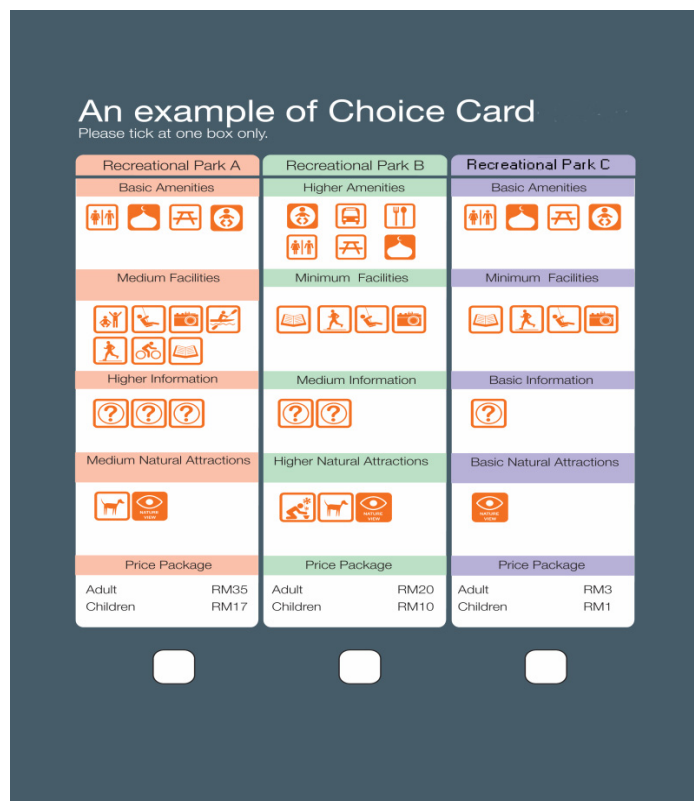 An example of Choice Card
Please tick at one box only.
Recreational Park A
Recreational Park B
Recreational Park C
Basic Amenities
Higher Amenities
Basic Amenities
Medium Facilities
Minimum Facilities
Minimum Facilities
Higher Information
Medium Information
Basic Information
? ? ?
? ?
?
Medium Natural Attractions
Higher Natural Attractions
Basic Natural Attractions
NATURE
VIEW
NATURE
VIEW
NATURE
VIEW
Price Package
Price Package
Price Package
Adult RM35
Adult RM20
Adult RM3
Children RM17
Children RM10
Children RM1